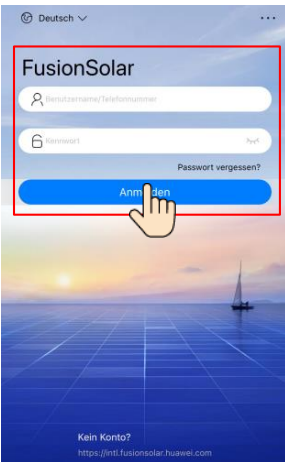 Deutsch
FusionSolar
Benutzername/Telefonnummer
Kennwort
Passwort vergessen?
Anmelden
Kein Konto?
https://intl.fusionsolar.huawei.com